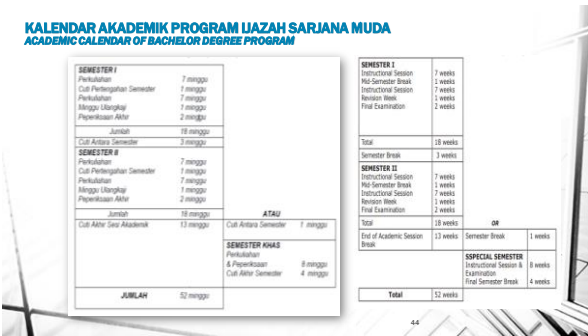 KALENDAR AKADEMIK PROGRAM IJAZAH SARJANA MUDA
ACADEMIC CALENDAR OF BACHELOR DEGREE PROGRAM
SEMESTER I
Perkuliahan 7 minggu
Cuti Pertengahan Semester 1 minggu
Perkuliahan 7 minggu
Minggu Ulangkaji 1 minggu
Peperiksaan Akhir 2 minggu
Jumlah 18 minggu
Cuti Antara Semester 3 minggu
SEMESTER II
Perkuliahan 7 minggu
Cuti Pertengahan Semester 1 minggu
Perkuliahan 7 minggu
Minggu Ulangkaji 1 minggu
Peperiksaan Akhir 2 minggu
Jumlah 18 minggu ATAU
Cuti Akhir Sesi Akademik 13 minggu Cuti Antara Semester 1 minggu
SEMESTER KHAS
Perkuliahan
& Peperiksaan 8 minggu
Cuti Akhir Semester 4 minggu
JUMLAH 52 minggu
SEMESTER I
Instructional Session 7 weeks
Mid-Semester Break 1 weeks
Instructional Session 7 weeks
Revision Week 1 weeks
Final Examination 2 weeks
Total 18 weeks
Semester Break 3 weeks
SEMESTER II
Instructional Session 7 weeks
Mid-Semester Break 1 weeks
Instructional Session 7 weeks
Revision Week 1 weeks
Final Examination 2 weeks
Total 18 weeks OR
End of Academic Session 13 weeks Semester Break 1 weeks
Break
SSPECIAL SEMESTER
Instructional Session & 8 weeks
Examination
Final Semester Break 4 weeks
Total 52 weeks
44